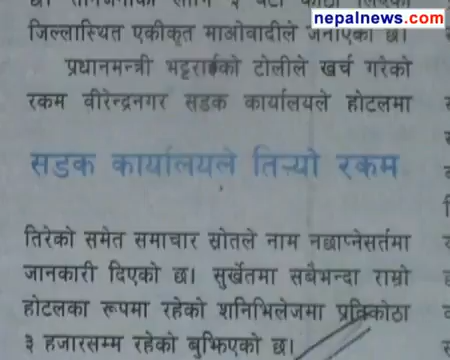 nepalnews.com
जिल्लास्थित एकीकृत माओवादीले जनाएको छ।
प्रधानमन्त्री भट्टराईको टोलीले खर्च गरेको
रकम वीरेन्द्रनगर सडक कार्यालयले होटलमा
सडक कार्यालयले तिर्‍यो रकम
तिरेको समेत समाचार स्रोतले नाम नछाप्नेसर्तमा
जानकारी दिएको छ। सुर्खेतमा सबैभन्दा राम्रो
होटलका रूपमा रहेको शनिभिलेजमा प्रतिकोठा
३ हजारसम्म रहेको बुझिएको छ।